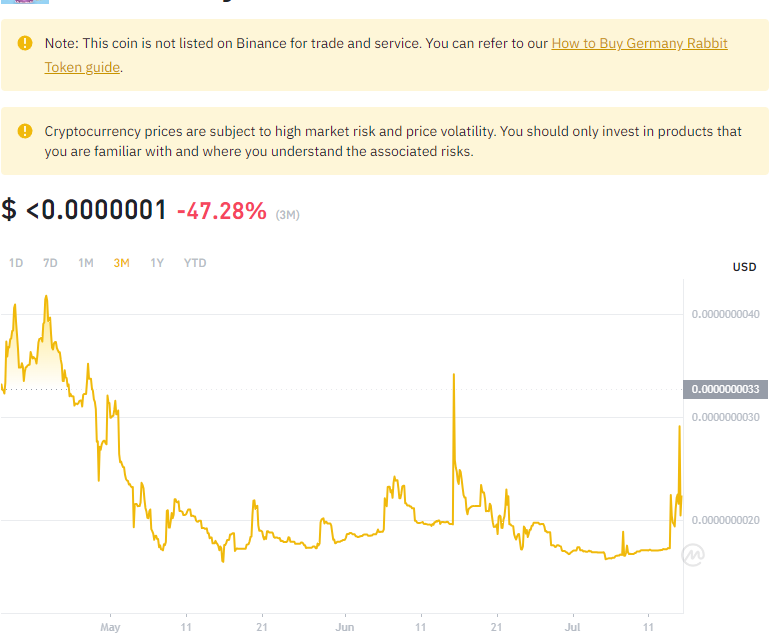 Note: This coin is not listed on Binance for trade and service. You can refer to our How to Buy Germany Rabbit
Token guide.
Cryptocurrency prices are subject to high market risk and price volatility. You should only invest in products that
you are familiar with and where you understand the associated risks.
$ <0.0000001 -47.28% (3M)
1D 7D 1M 3M 1Y YTD
USD
0.0000000040
0.0000000033
0.0000000030
0.0000000020
May 11 21 Jun 11 21 Jul 11